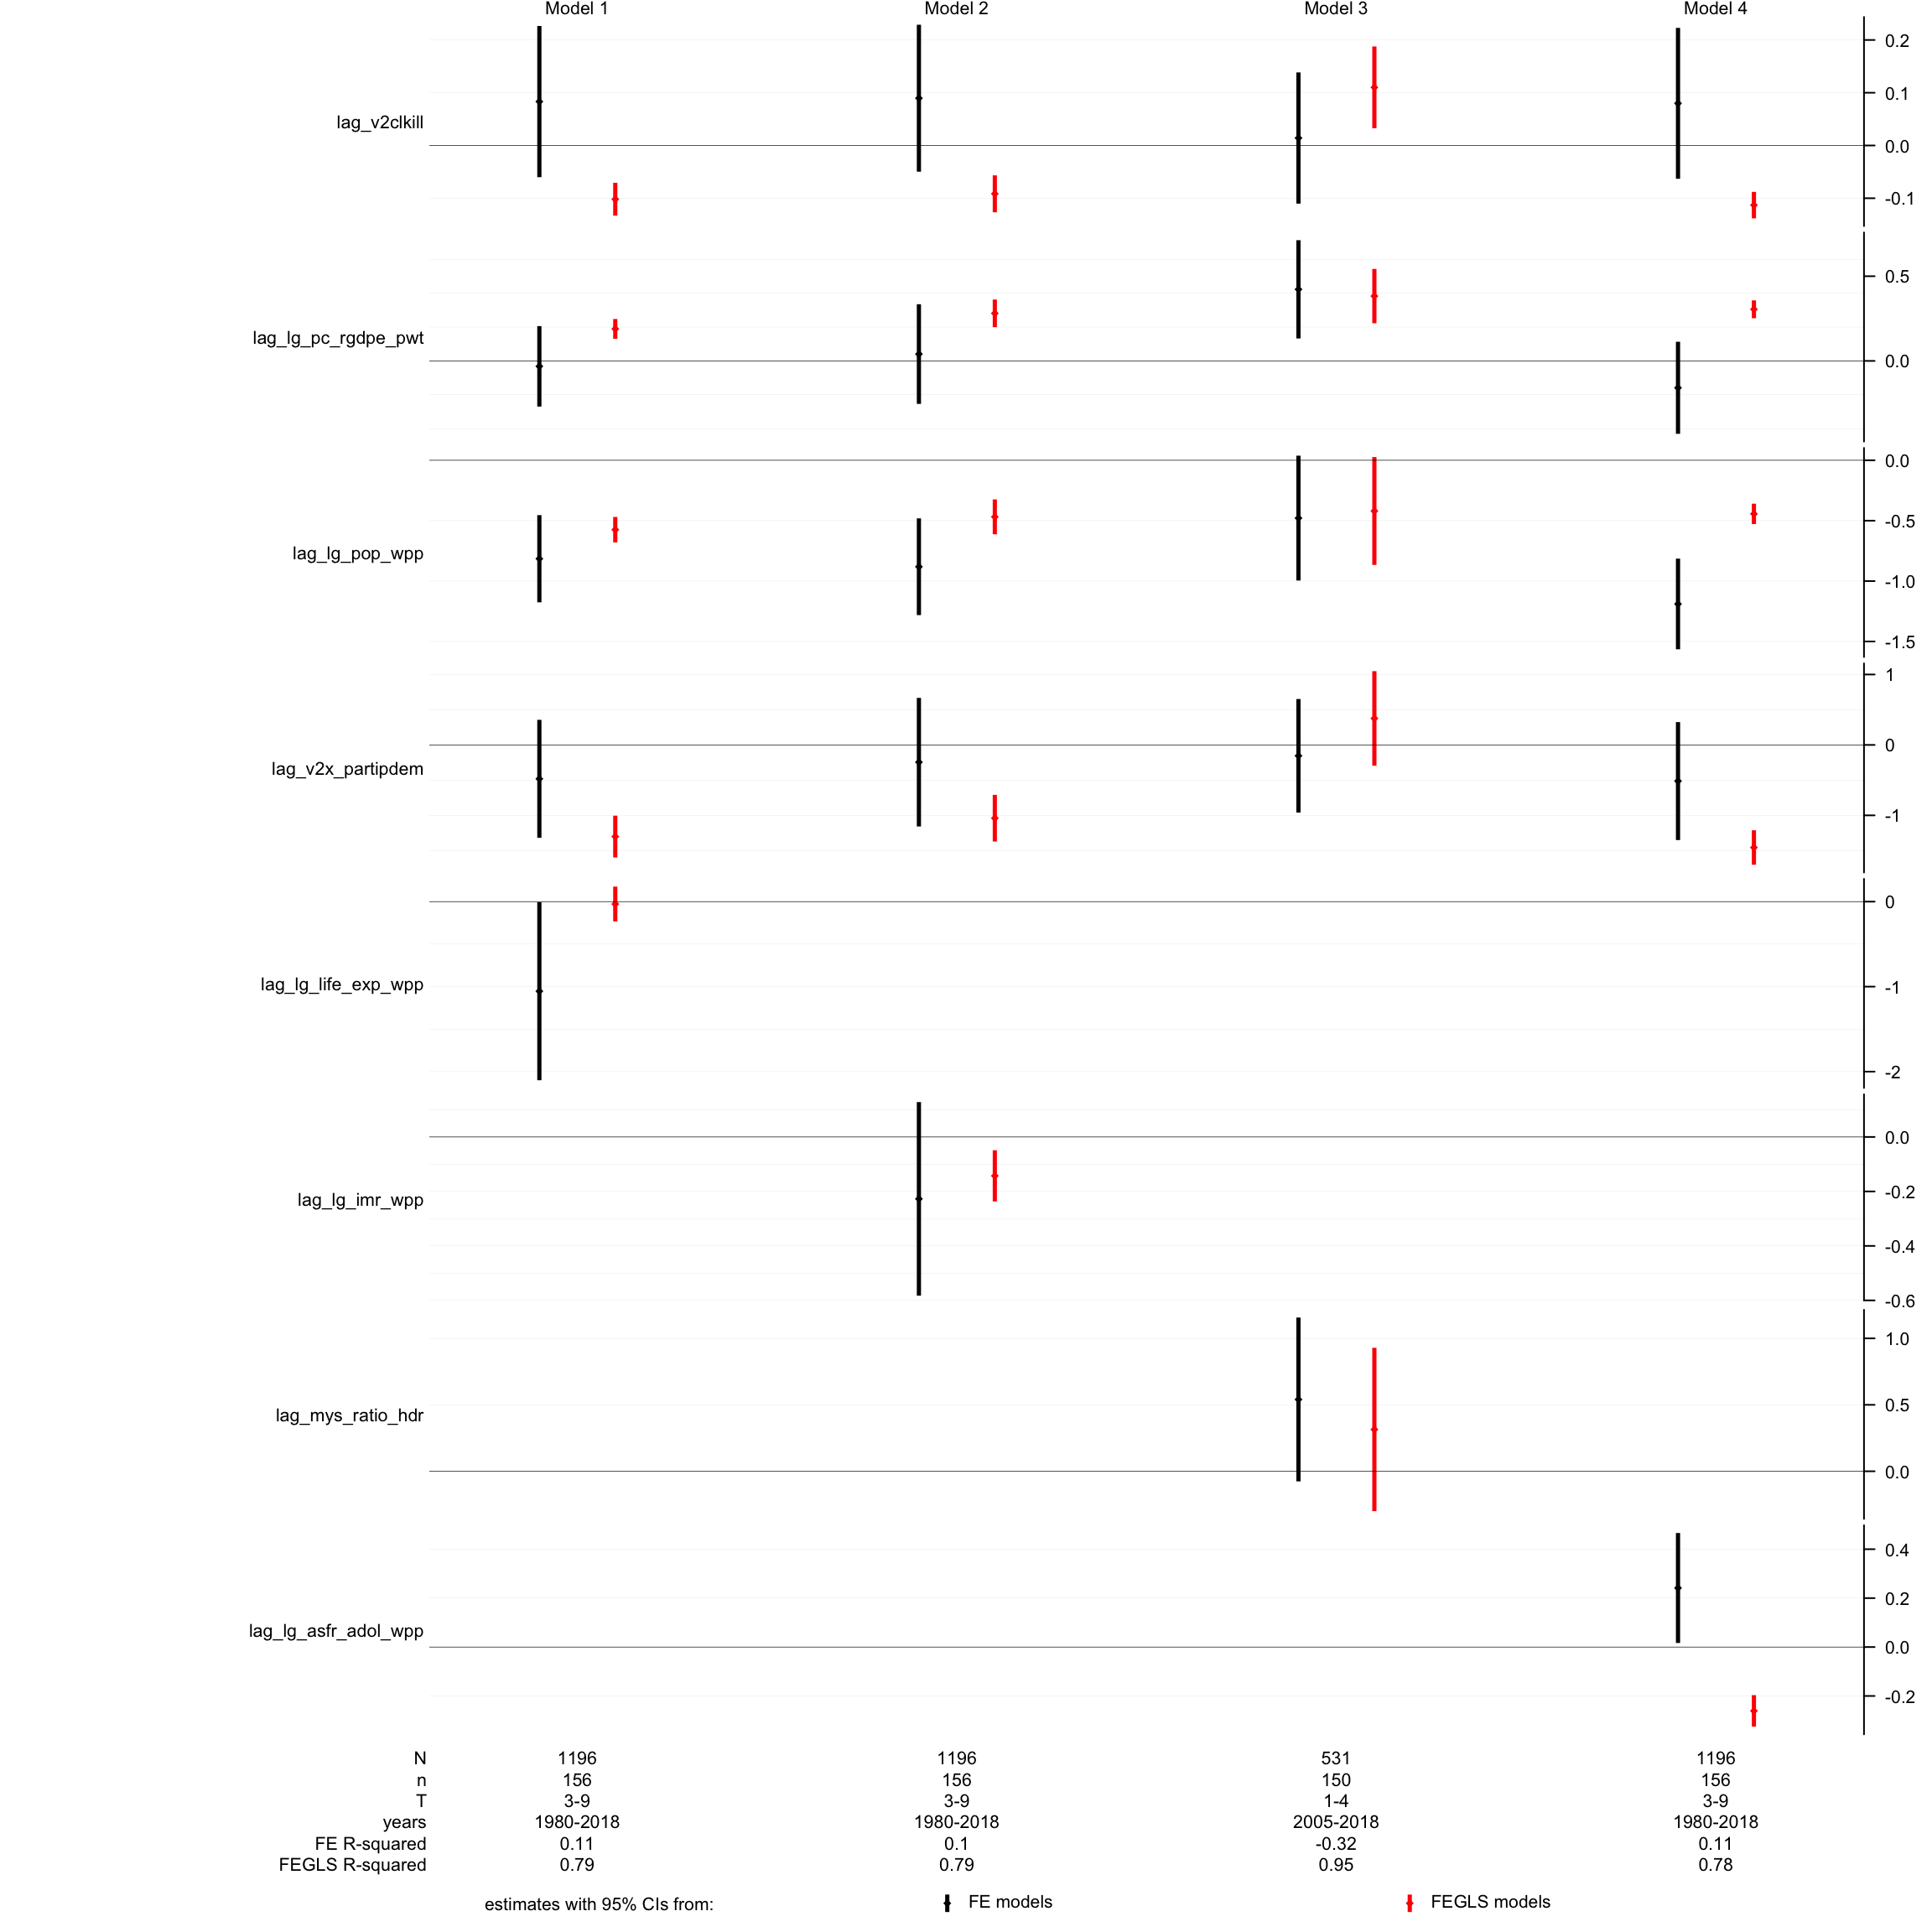 Model 1 Model 2 Model 3 Model 4
lag_v2clkill
0.2
0.1
0.0
-0.1
lag_lg_pc_rgdpe_pwt
0.5
0.0
lag_lg_pop_wpp
0.0
-0.5
-1.0
-1.5
lag_v2x_partipdem
1
0
-1
lag_lg_life_exp_wpp
0
-1
-2
lag_lg_imr_wpp
0.0
-0.2
-0.4
-0.6
lag_mys_ratio_hdr
1.0
0.5
0.0
lag_lg_asfr_adol_wpp
0.4
0.2
0.0
-0.2
N 1196 1196 531 1196
n 156 156 150 156
T 3-9 3-9 1-4 3-9
years 1980-2018 1980-2018 2005-2018 1980-2018
FE R-squared 0.11 0.1 -0.32 0.11
FEGLS R-squared 0.79 0.79 0.95 0.78
estimates with 95% CIs from: FE models FEGLS models